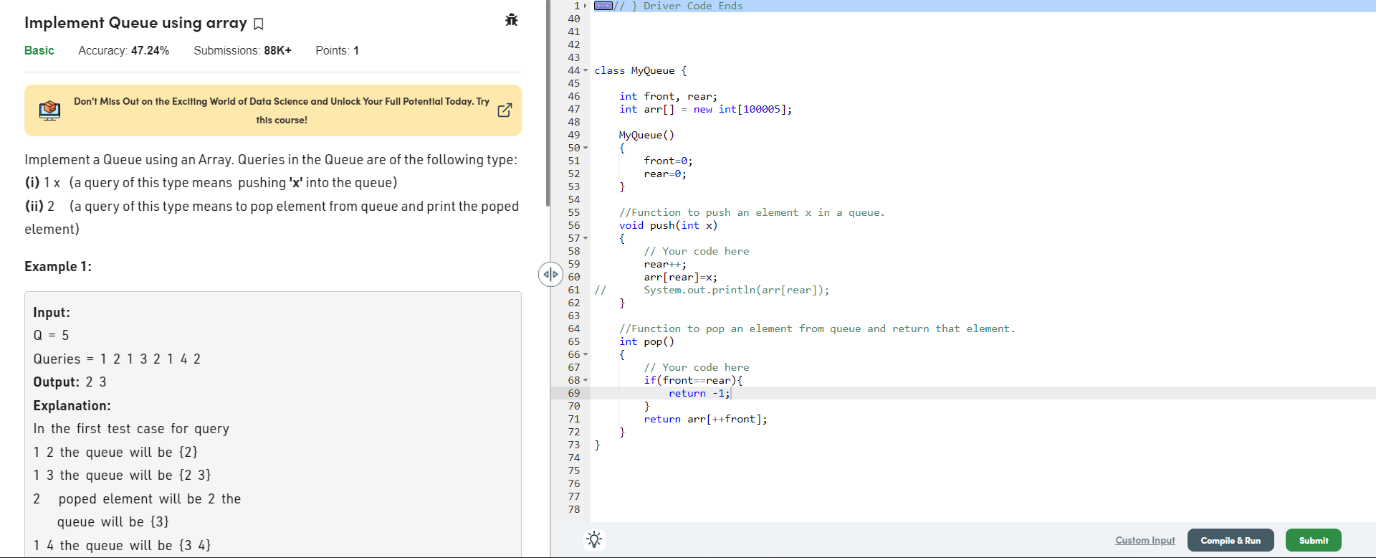 Implement Queue using array
Basic Accuracy: 47.24% Submissions: 88K+ Points: 1
Don't Miss Out on the Exciting World of Data Science and Unlock Your Full Potential Today. Try
this course!
Implement a Queue using an Array. Queries in the Queue are of the following type:
(i) 1 x (a query of this type means pushing 'x' into the queue)
(ii) 2 (a query of this type means to pop element from queue and print the poped
element)
Example 1:
Input:
Q = 5
Queries = 1 2 1 3 2 1 4 2
Output: 2 3
Explanation:
In the first test case for query
1 2 the queue will be {2}
1 3 the queue will be {2 3}
2 poped element will be 2 the
queue will be {3}
1 4 the queue will be {3 4}
1 // } Driver Code Ends
40
41
42
43
44 class MyQueue {
45
46 int front, rear;
47 int arr[] = new int[100005];
48
49 MyQueue()
50 {
51 front=0;
52 rear=0;
53 }
54
55 //Function to push an element x in a queue.
56 void push(int x)
57 {
58 // Your code here
59 rear++;
60 arr[rear]=x;
61 // System.out.println(arr[rear]);
62 }
63
64 //Function to pop an element from queue and return that element.
65 int pop()
66 {
67 // Your code here
68 if(front==rear){
69 return -1;
70 }
71 return arr[++front];
72 }
73 }
74
75
76
77
78
Custom Input Compile & Run Submit